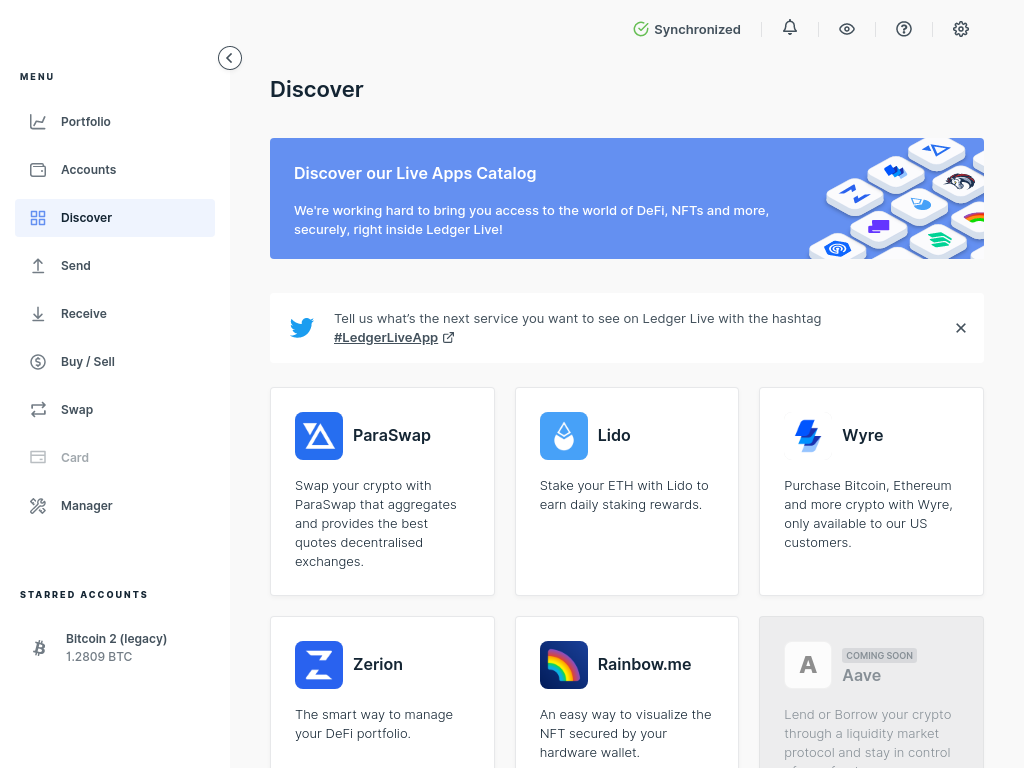 Synchronized
MENU
Portfolio
Accounts
Discover
Send
Receive
Buy / Sell
Swap
Card
Manager
STARRED ACCOUNTS
Bitcoin 2 (legacy)
1.2809 BTC
Discover
Discover our Live Apps Catalog
We're working hard to bring you access to the world of DeFi, NFTs and more,
securely, right inside Ledger Live!
Tell us what's the next service you want to see on Ledger Live with the hashtag
#LedgerLiveApp
ParaSwap
Swap your crypto with
ParaSwap that aggregates
and provides the best
quotes decentralised
exchanges.
Lido
Stake your ETH with Lido to
earn daily staking rewards.
Wyre
Purchase Bitcoin, Ethereum
and more crypto with Wyre,
only available to our US
customers.
Zerion
The smart way to manage
your DeFi portfolio.
Rainbow.me
An easy way to visualize the
NFT secured by your
hardware wallet.
A
COMING SOON
Aave
Lend or Borrow your crypto
through a liquidity market
protocol and stay in control